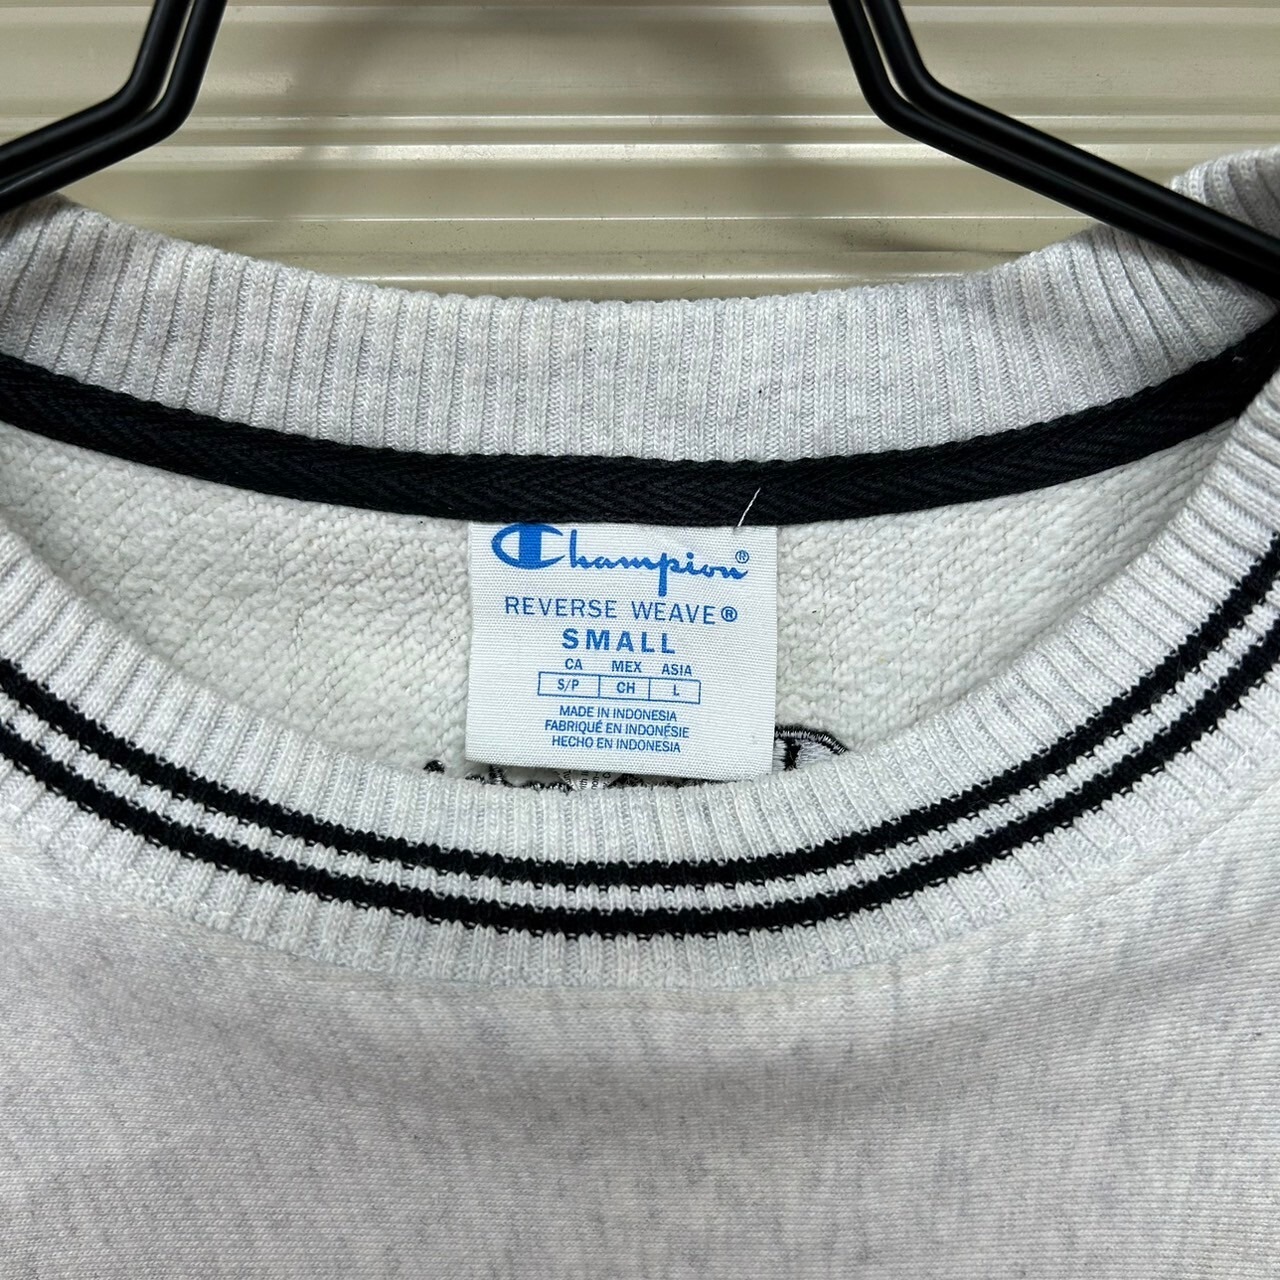 Champion®
REVERSE WEAVE®
SMALL
CA MEX ASIA
S/P CH L
MADE IN INDONESIA
FABRIQUÉ EN INDONÉSIE
HECHO EN INDONESIA